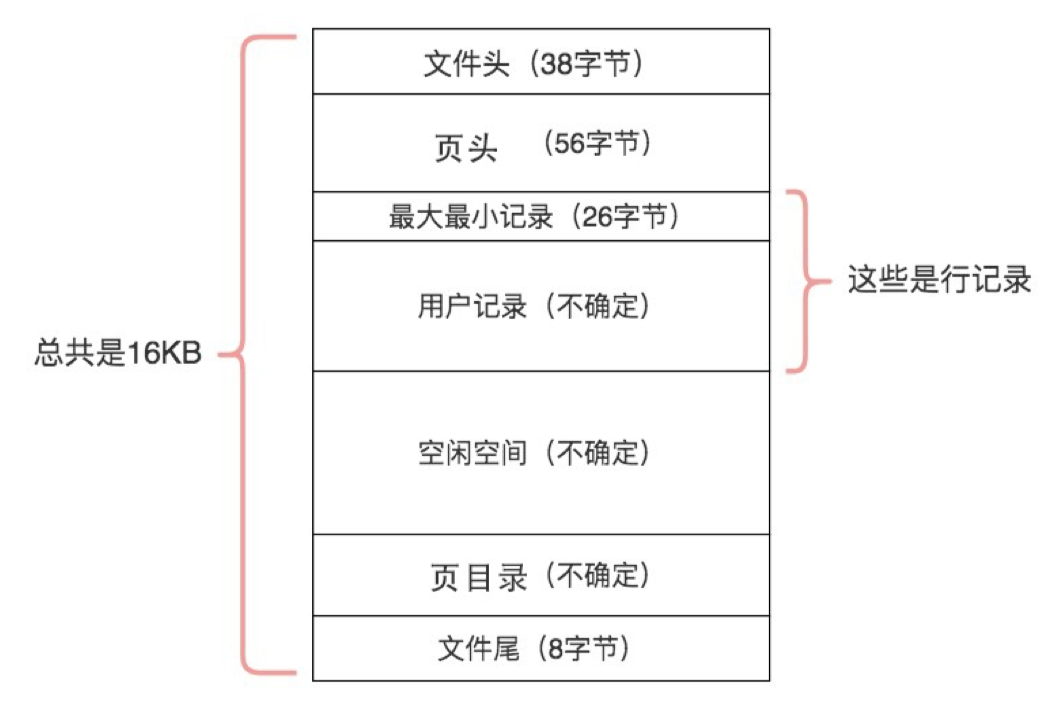 文件头（38字节）
页头 （56字节）
最大最小记录（26字节）
用户记录（不确定）
这些是行记录
总共是16KB
空闲空间（不确定）
页目录（不确定）
文件尾（8字节）